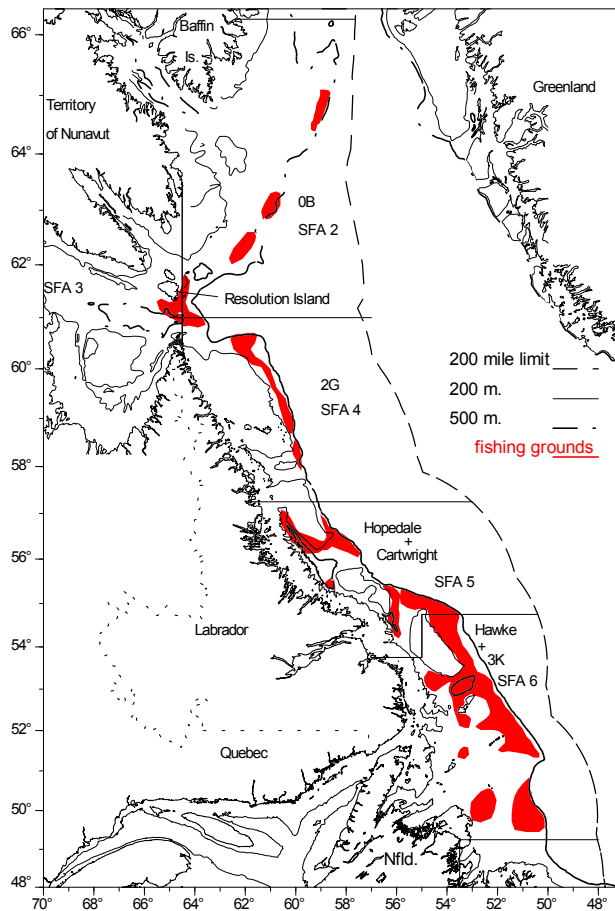 66°
64°
62°
60°
58°
56°
54°
52°
50°
48°
Baffin
Is.
Greenland
Territory
of Nunavut
0B
SFA 2
SFA 3
Resolution Island
2G
SFA 4
200 mile limit
200 m.
500 m.
fishing grounds
Hopedale
+
Cartwright
SFA 5
Labrador
Hawke
+
3K
SFA 6
Quebec
Nfld.
70° 68° 66° 64° 62° 60° 58° 56° 54° 52° 50° 48°